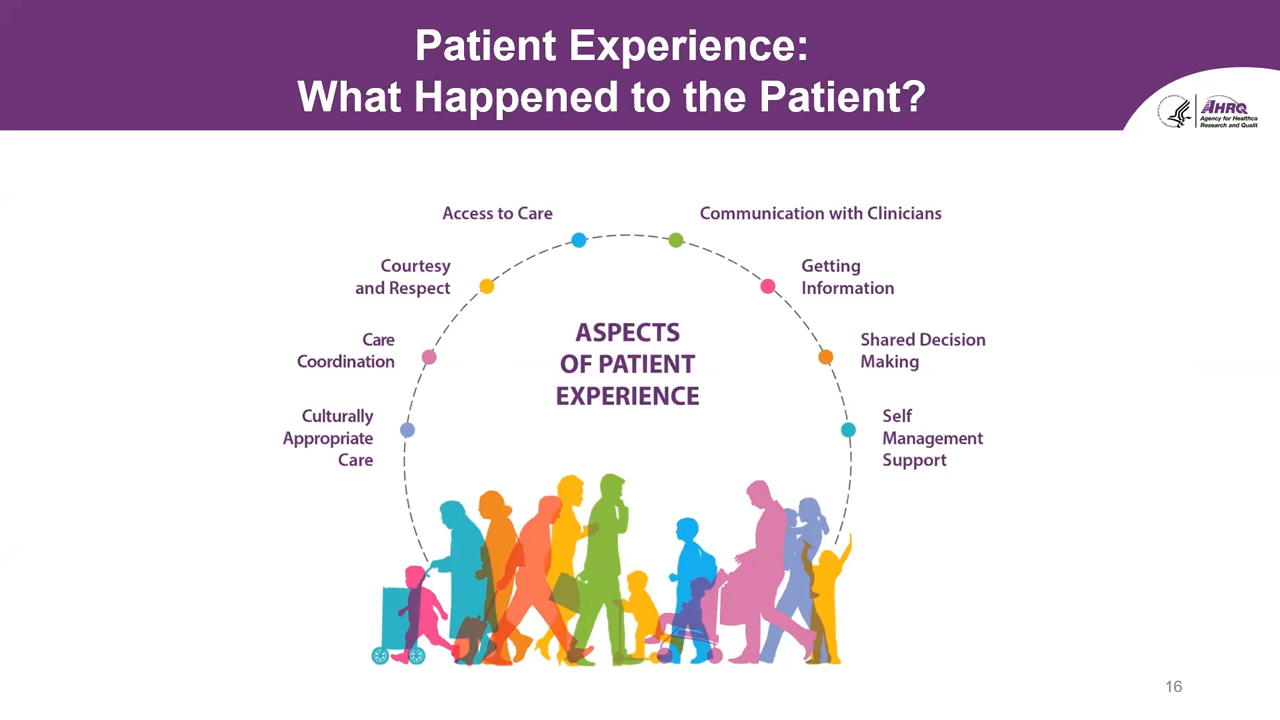 Patient Experience:
What Happened to the Patient?
AHRQ
Agency for Healthca
Research and Qualit
Access to Care
Communication with Clinicians
Courtesy
and Respect
Getting
Information
Care
Coordination
Shared Decision
Making
Culturally
Appropriate
Care
Self
Management
Support
ASPECTS
OF PATIENT
EXPERIENCE
16